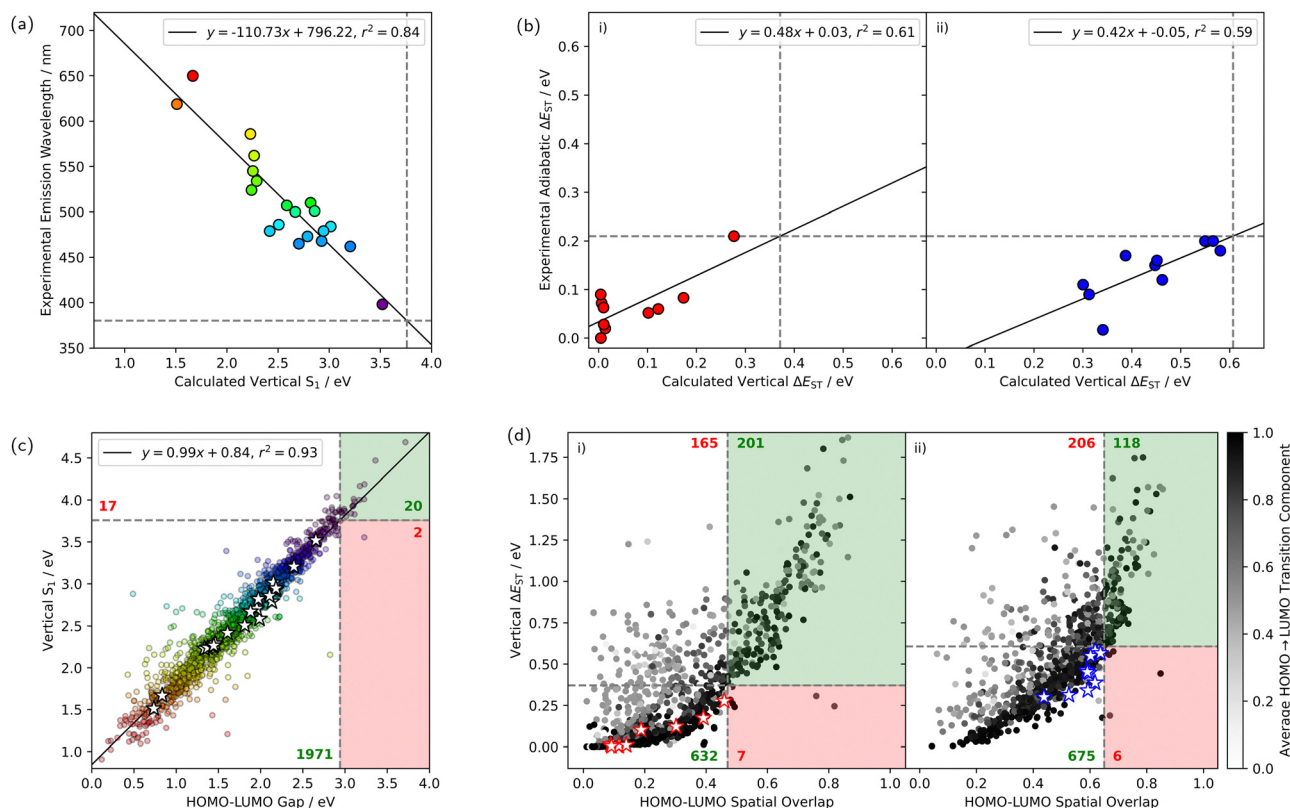 (a)
y = -110.73x + 796.22, r² = 0.84
Experimental Emission Wavelength / nm
700
650
600
550
500
450
400
350
1.0 1.5 2.0 2.5 3.0 3.5 4.0
Calculated Vertical S₁ / eV
(b)
i)
y = 0.48x + 0.03, r² = 0.61
Experimental Adiabatic ΔE_ST / eV
0.6
0.5
0.4
0.3
0.2
0.1
0.0
0.0 0.1 0.2 0.3 0.4 0.5 0.6
Calculated Vertical ΔE_ST / eV
ii)
y = 0.42x + -0.05, r² = 0.59
0.0 0.1 0.2 0.3 0.4 0.5 0.6
Calculated Vertical ΔE_ST / eV
(c)
y = 0.99x + 0.84, r² = 0.93
Vertical S₁ / eV
4.5
4.0
3.5
3.0
2.5
2.0
1.5
1.0
17
20
2
1971
0.0 0.5 1.0 1.5 2.0 2.5 3.0 3.5 4.0
HOMO-LUMO Gap / eV
(d)
i)
165
201
Vertical ΔE_ST / eV
1.75
1.50
1.25
1.00
0.75
0.50
0.25
0.00
632
7
0.0 0.2 0.4 0.6 0.8 1.0
HOMO-LUMO Spatial Overlap
ii)
206
118
675
6
0.0 0.2 0.4 0.6 0.8 1.0
HOMO-LUMO Spatial Overlap
1.0
0.8
0.6
0.4
0.2
0.0
Average HOMO → LUMO Transition Component